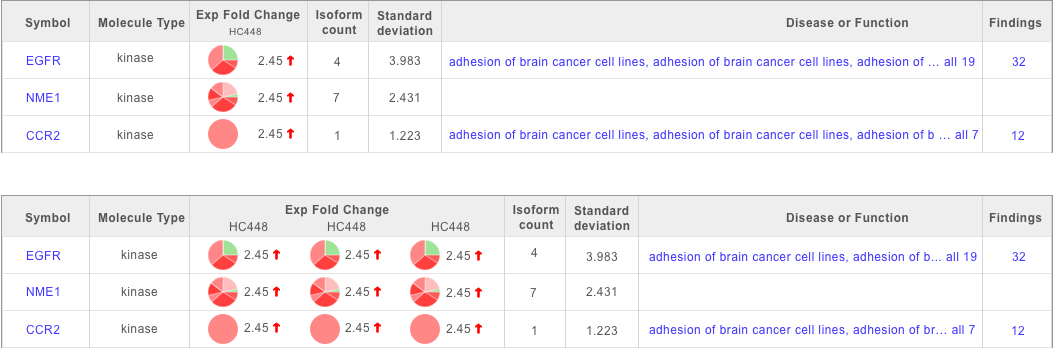 Symbol Molecule Type Exp Fold Change HC448 Isoform count Standard deviation Disease or Function Findings
EGFR kinase 2.45 4 3.983 adhesion of brain cancer cell lines, adhesion of brain cancer cell lines, adhesion of ... all 19 32
NME1 kinase 2.45 7 2.431
CCR2 kinase 2.45 1 1.223 adhesion of brain cancer cell lines, adhesion of brain cancer cell lines, adhesion of b ... all 7 12
Symbol Molecule Type Exp Fold Change HC448 HC448 HC448 Isoform count Standard deviation Disease or Function Findings
EGFR kinase 2.45 2.45 2.45 4 3.983 adhesion of brain cancer cell lines, adhesion of b... all 19 32
NME1 kinase 2.45 2.45 2.45 7 2.431
CCR2 kinase 2.45 2.45 2.45 1 1.223 adhesion of brain cancer cell lines, adhesion of br... all 7 12